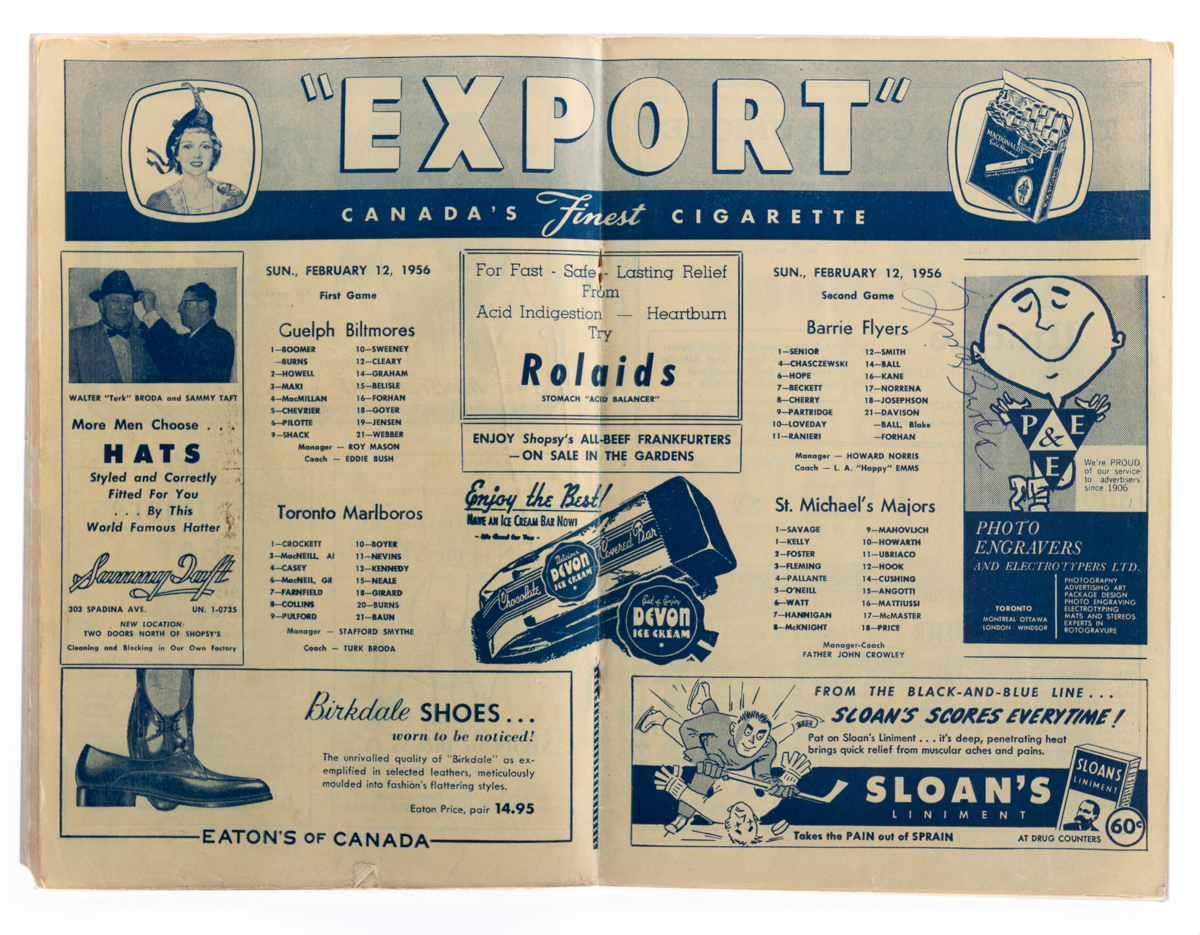 "EXPORT"
CANADA'S Finest CIGARETTE
MACDONALD'S
Gold Standard
WALTER "Turk" BRODA and SAMMY TAFT
More Men Choose . . .
HATS
Styled and Correctly
Fitted For You
. . . By This
World Famous Hatter
Sammy Taft
303 SPADINA AVE. UN. 1-0735
NEW LOCATION:
TWO DOORS NORTH OF SHOPSY'S
Cleaning and Blocking in Our Own Factory
SUN., FEBRUARY 12, 1956
First Game
Guelph Biltmores
1—BOOMER 10—SWEENEY
—BURNS 12—CLEARY
2—HOWELL 14—GRAHAM
3—MAKI 15—BELISLE
4—MacMILLAN 16—FORHAN
5—CHEVRIER 18—GOYER
6—PILOTTE 19—JENSEN
9—SHACK 21—WEBBER
Manager — ROY MASON
Coach — EDDIE BUSH
Toronto Marlboros
1—CROCKETT 10—BOYER
3—MacNEILL, Al 11—NEVINS
4—CASEY 12—KENNEDY
6—MacNEIL, Gil 15—NEALE
7—FARNFIELD 18—GIRARD
8—COLLINS 20—BURNS
9—PULFORD 21—BAUN
Manager — STAFFORD SMYTHE
Coach — TURK BRODA
For Fast - Safe - Lasting Relief
From
Acid Indigestion — Heartburn
Try
Rolaids
STOMACH "ACID BALANCER"
ENJOY Shopsy's ALL-BEEF FRANKFURTERS
—ON SALE IN THE GARDENS
Enjoy the Best!
HAVE AN ICE CREAM BAR NOW!
- It's Good for You -
Chocolate Covered Bar
Delicious
DEVON
ICE CREAM
Eat & Enjoy
DEVON
ICE CREAM
SUN., FEBRUARY 12, 1956
Second Game
Barrie Flyers
1—SENIOR 12—SMITH
4—CHASCZEWSKI 14—BALL
6—HOPE 16—KANE
7—BECKETT 17—NORRENA
8—CHERRY 18—JOSEPHSON
9—PARTRIDGE 21—DAVISON
10—LOVEDAY —BALL, Blake
11—RANIERI —FORHAN
Manager — HOWARD NORRIS
Coach — L. A. "Happy" EMMS
St. Michael's Majors
1—SAVAGE 9—MAHOVLICH
1—KELLY 10—HOWARTH
2—FOSTER 11—UBRIACO
3—FLEMING 12—HOOK
4—PALLANTE 14—CUSHING
5—O'NEILL 15—ANGOTTI
6—WATT 16—MATTIUSSI
7—HANNIGAN 17—McMASTER
8—McKNIGHT 18—PRICE
Manager-Coach
FATHER JOHN CROWLEY
P & E
E
We're PROUD
of our service
to advertisers
since 1906
PHOTO
ENGRAVERS
AND ELECTROTYPERS LTD.
TORONTO
MONTREAL OTTAWA
LONDON WINDSOR
PHOTOGRAPHY
ADVERTISING ART
PACKAGE DESIGN
PHOTO ENGRAVING
ELECTROTYPING
MATS AND STEREOS
EXPERTS IN
ROTOGRAVURE
Birkdale SHOES . . .
worn to be noticed!
The unrivalled quality of "Birkdale" as ex-
emplified in selected leathers, meticulously
moulded into fashion's flattering styles.
Eaton Price, pair 14.95
EATON'S OF CANADA
FROM THE BLACK-AND-BLUE LINE . . .
SLOAN'S SCORES EVERYTIME!
Pat on Sloan's Liniment . . . it's deep, penetrating heat
brings quick relief from muscular aches and pains.
SLOAN'S
LINIMENT
SLOAN'S
LINIMENT
60¢
Takes the PAIN out of SPRAIN
AT DRUG COUNTERS